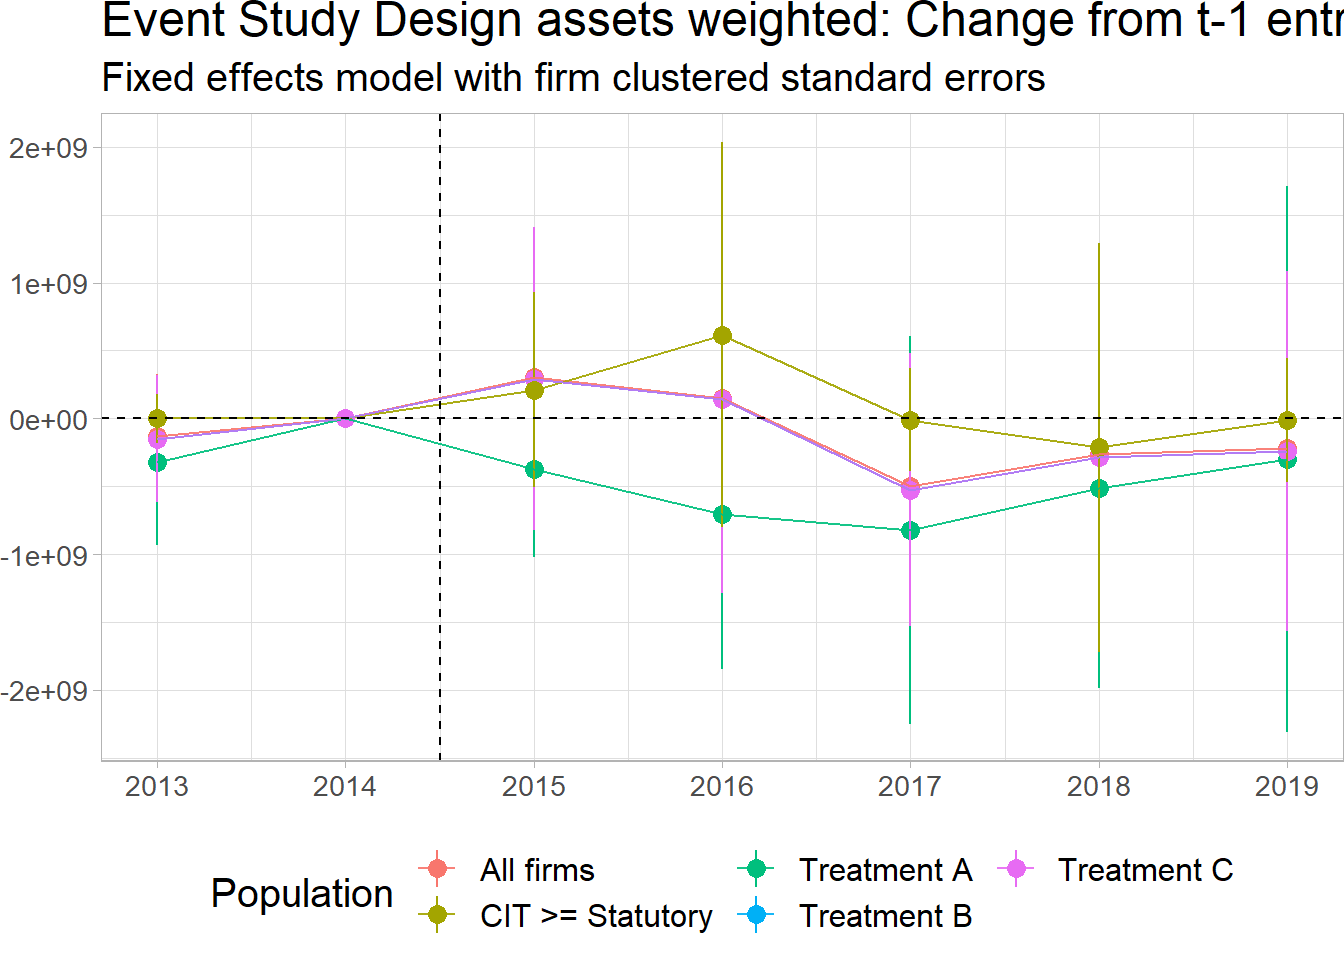 Event Study Design assets weighted: Change from t-1 entr
Fixed effects model with firm clustered standard errors
2e+09
1e+09
0e+00
-1e+09
-2e+09
2013 2014 2015 2016 2017 2018 2019
Population
All firms
CIT >= Statutory
Treatment A
Treatment B
Treatment C